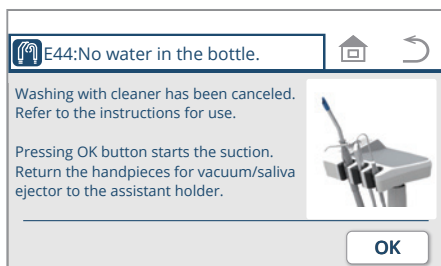 E44:No water in the bottle.
Washing with cleaner has been canceled.
Refer to the instructions for use.
Pressing OK button starts the suction.
Return the handpieces for vacuum/saliva
ejector to the assistant holder.
OK